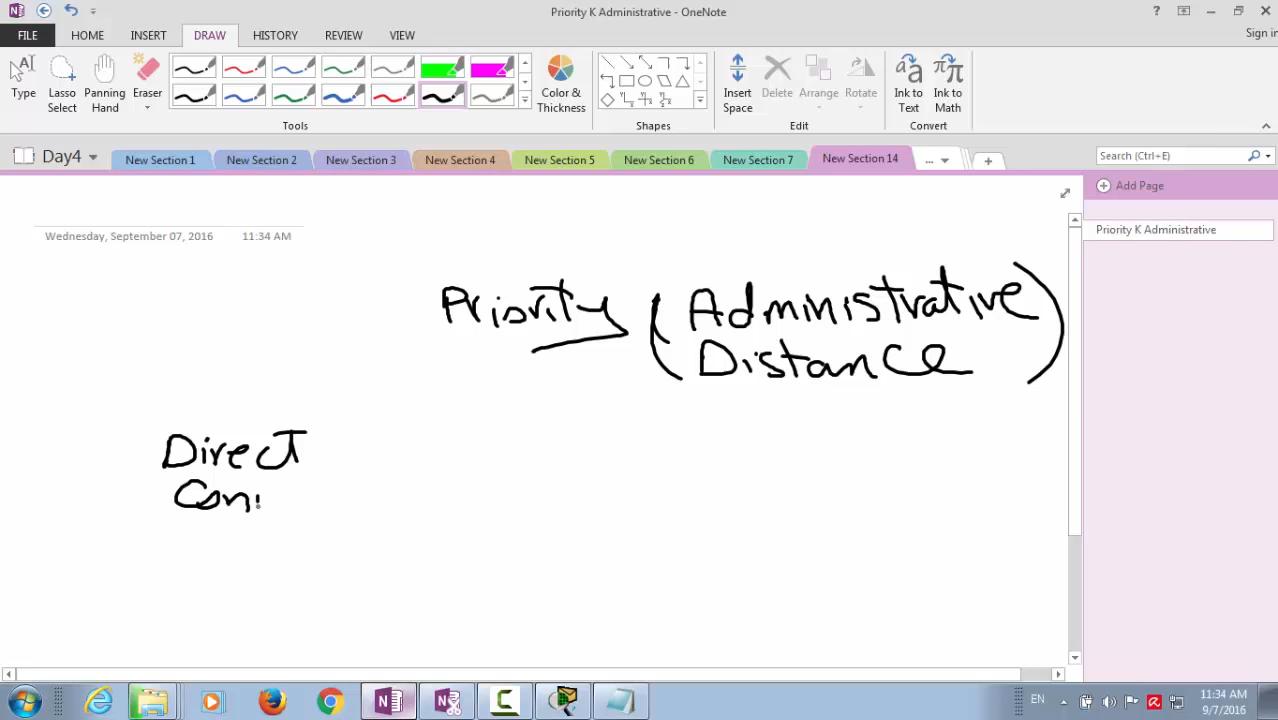 Priority K Administrative - OneNote
Sign in
FILE HOME INSERT DRAW HISTORY REVIEW VIEW
Type
Lasso Select
Panning Hand
Eraser
Color & Thickness
Insert Space
Delete
Arrange
Rotate
Ink to Text
Ink to Math
Tools
Shapes
Edit
Convert
Day4
New Section 1
New Section 2
New Section 3
New Section 4
New Section 5
New Section 6
New Section 7
New Section 14
...
Search (Ctrl+E)
Add Page
Priority K Administrative
Wednesday, September 07, 2016 11:34 AM
Priority (Administrative
Distance)
Direct
Con
EN
11:34 AM
9/7/2016